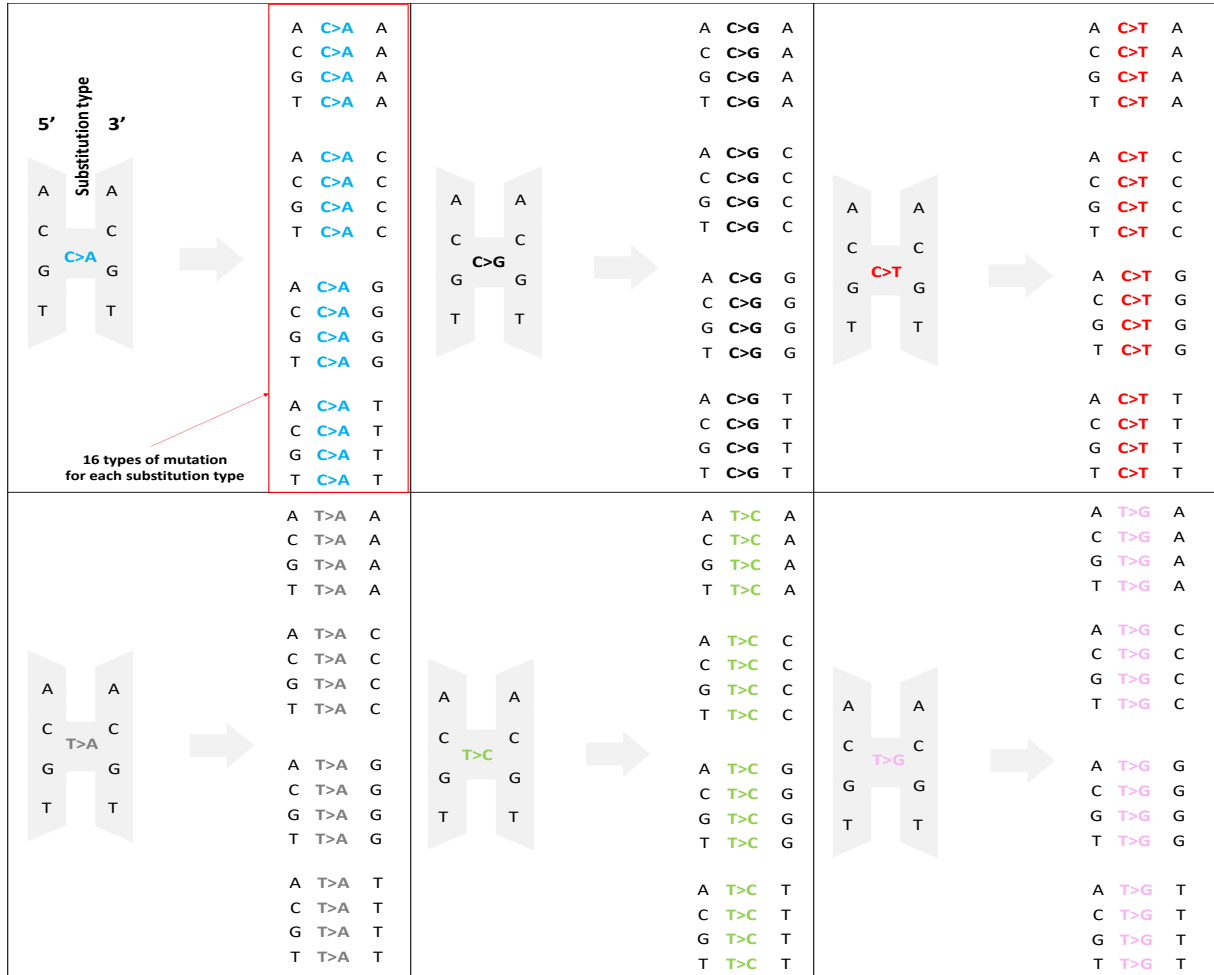 5’ Substitution type 3’
A A
C C
C>A
G G
T T
16 types of mutation
for each substitution type
A C>A A
C C>A A
G C>A A
T C>A A
A C>A C
C C>A C
G C>A C
T C>A C
A C>A G
C C>A G
G C>A G
T C>A G
A C>A T
C C>A T
G C>A T
T C>A T
A A
C C
C>G
G G
T T
A C>G A
C C>G A
G C>G A
T C>G A
A C>G C
C C>G C
G C>G C
T C>G C
A C>G G
C C>G G
G C>G G
T C>G G
A C>G T
C C>G T
G C>G T
T C>G T
A A
C C
C>T
G G
T T
A C>T A
C C>T A
G C>T A
T C>T A
A C>T C
C C>T C
G C>T C
T C>T C
A C>T G
C C>T G
G C>T G
T C>T G
A C>T T
C C>T T
G C>T T
T C>T T
A A
C C
T>A
G G
T T
A T>A A
C T>A A
G T>A A
T T>A A
A T>A C
C T>A C
G T>A C
T T>A C
A T>A G
C T>A G
G T>A G
T T>A G
A T>A T
C T>A T
G T>A T
T T>A T
A A
C C
T>C
G G
T T
A T>C A
C T>C A
G T>C A
T T>C A
A T>C C
C T>C C
G T>C C
T T>C C
A T>C G
C T>C G
G T>C G
T T>C G
A T>C T
C T>C T
G T>C T
T T>C T
A A
C C
T>G
G G
T T
A T>G A
C T>G A
G T>G A
T T>G A
A T>G C
C T>G C
G T>G C
T T>G C
A T>G G
C T>G G
G T>G G
T T>G G
A T>G T
C T>G T
G T>G T
T T>G T